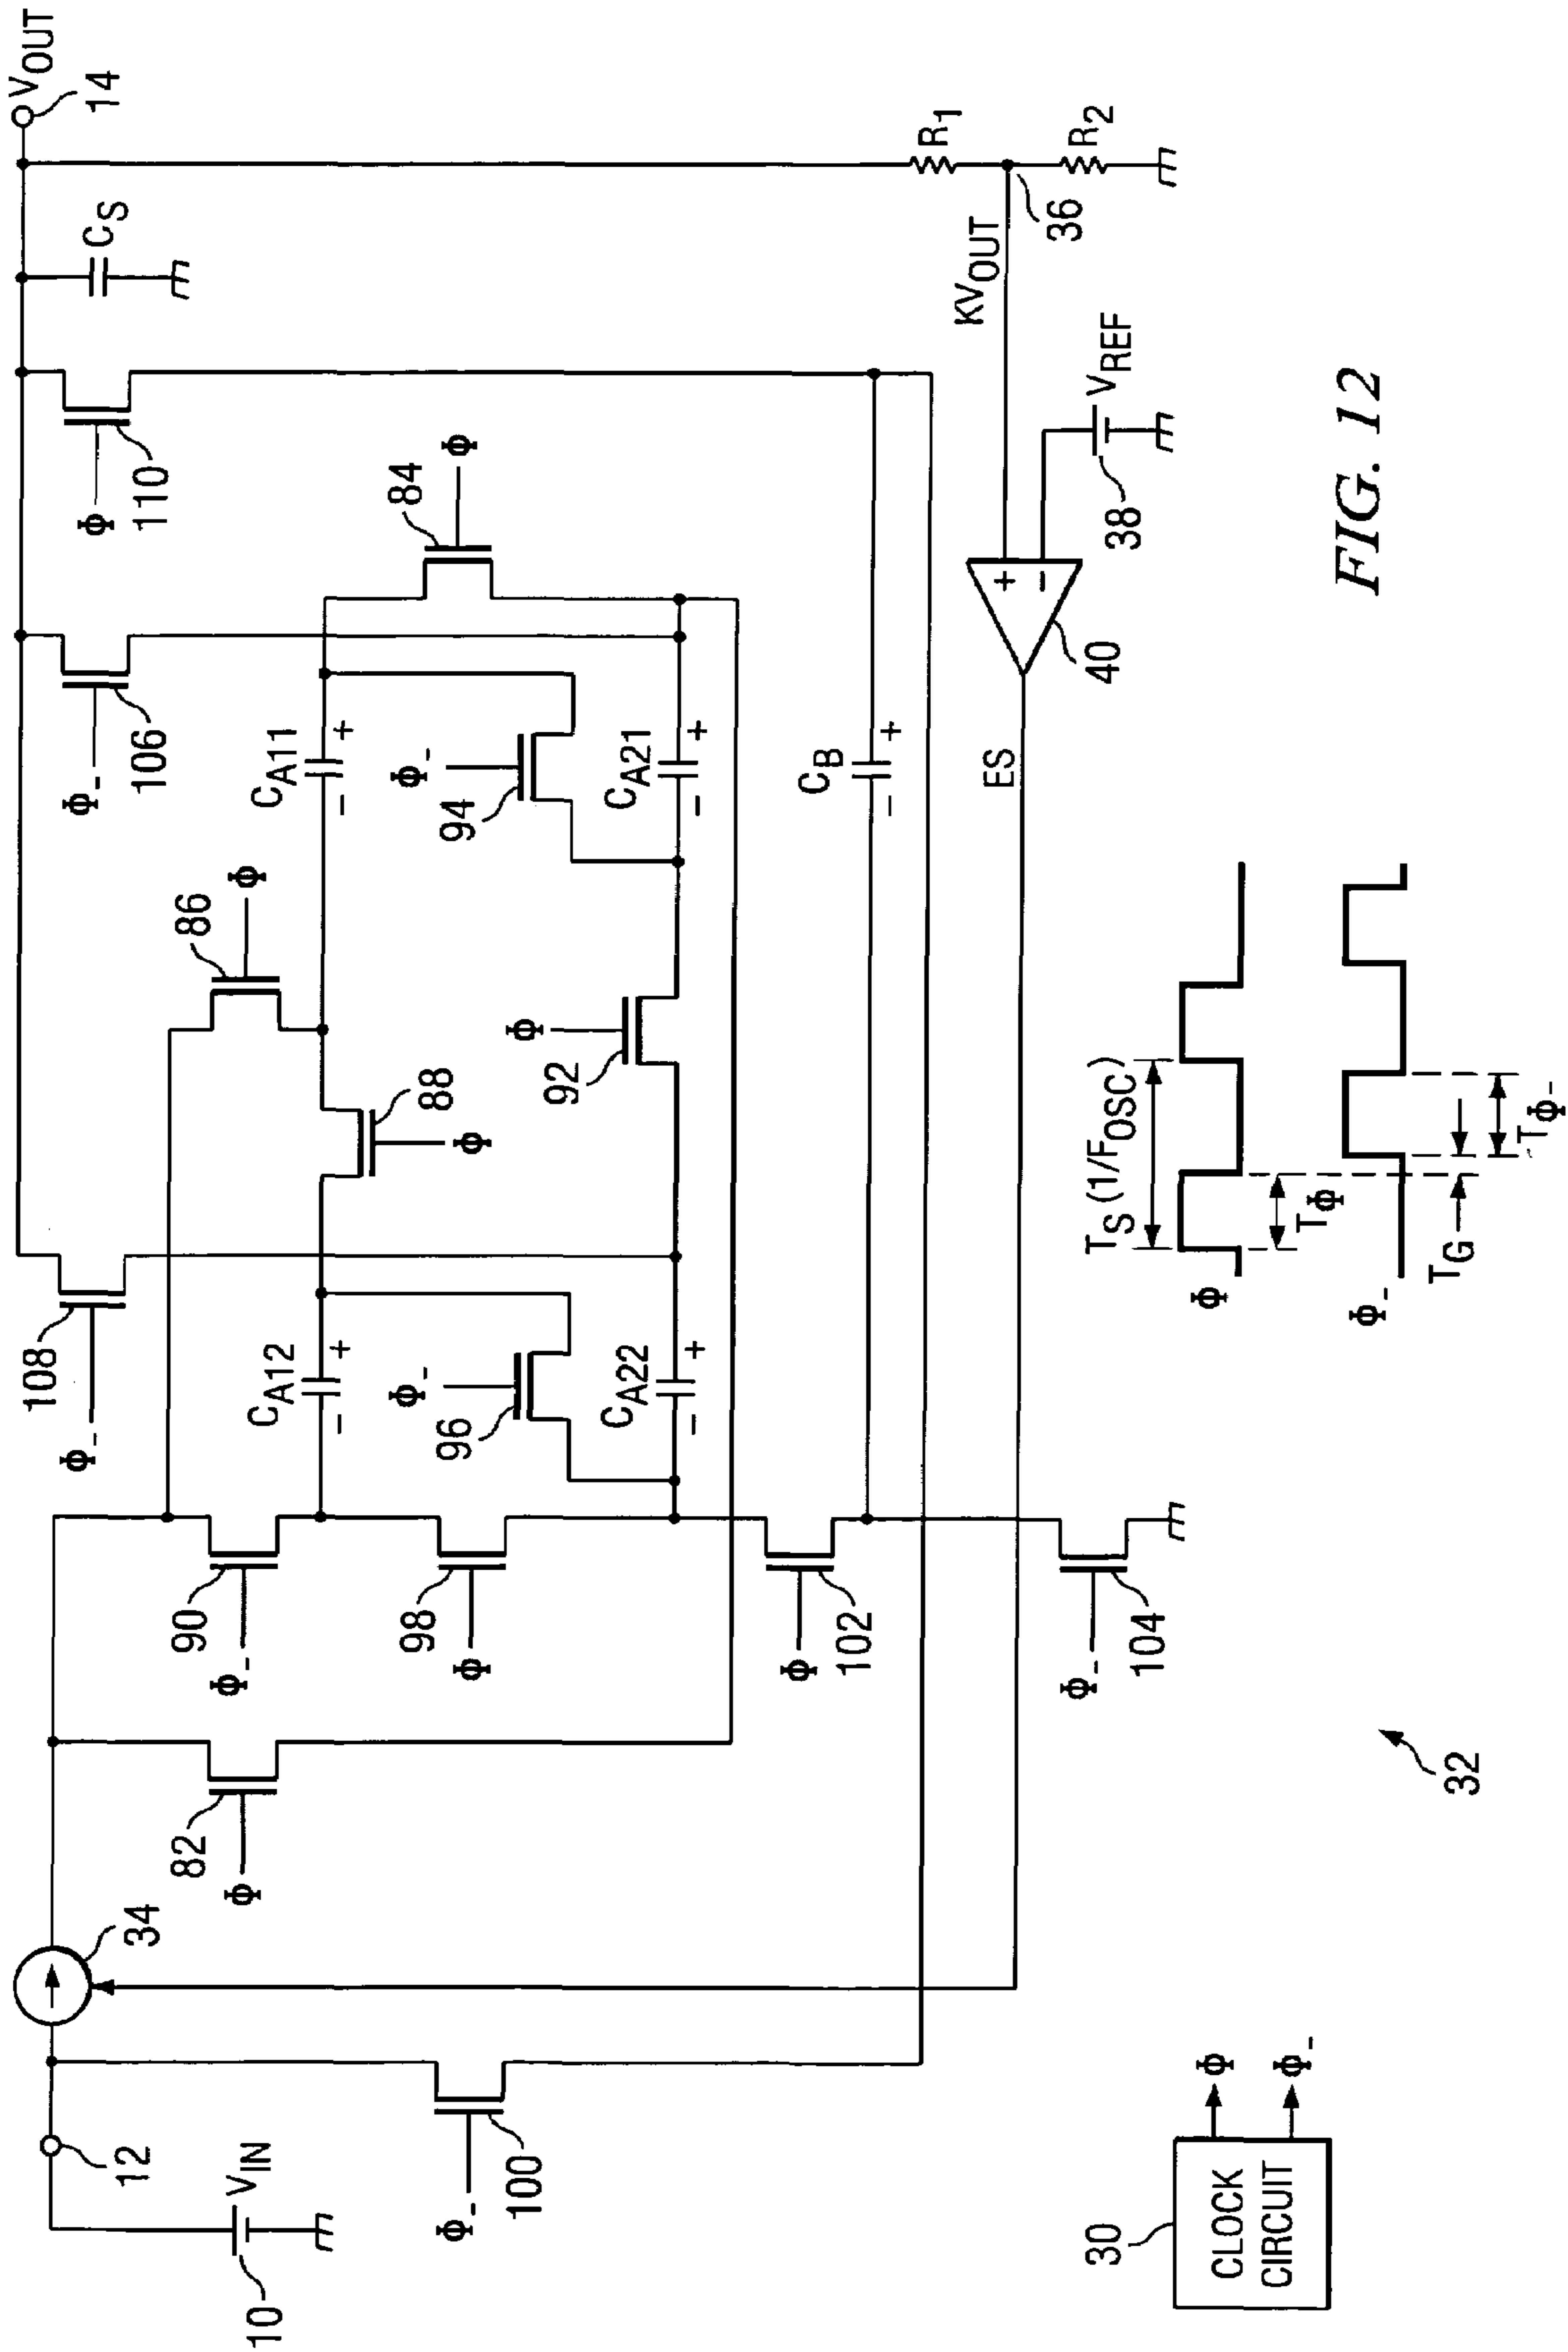 VOUT
14
CS
110
Φ
106
Φ-
108
Φ-
84
Φ
86
Φ
CA11
+
-
88
Φ
CA12
+
-
94
Φ-
96
Φ-
92
Φ
CA21
+
-
CA22
+
-
CB
+
-
90
Φ-
98
Φ
102
Φ
104
Φ-
82
Φ
34
12
10
VIN
100
Φ-
R1
R2
36
KVOUT
VREF
38
+
-
40
ES
30
CLOCK
CIRCUIT
Φ
Φ-
32
TS (1/FOSC)
Φ
TΦ
Φ-
TG
TΦ-
FIG. 12